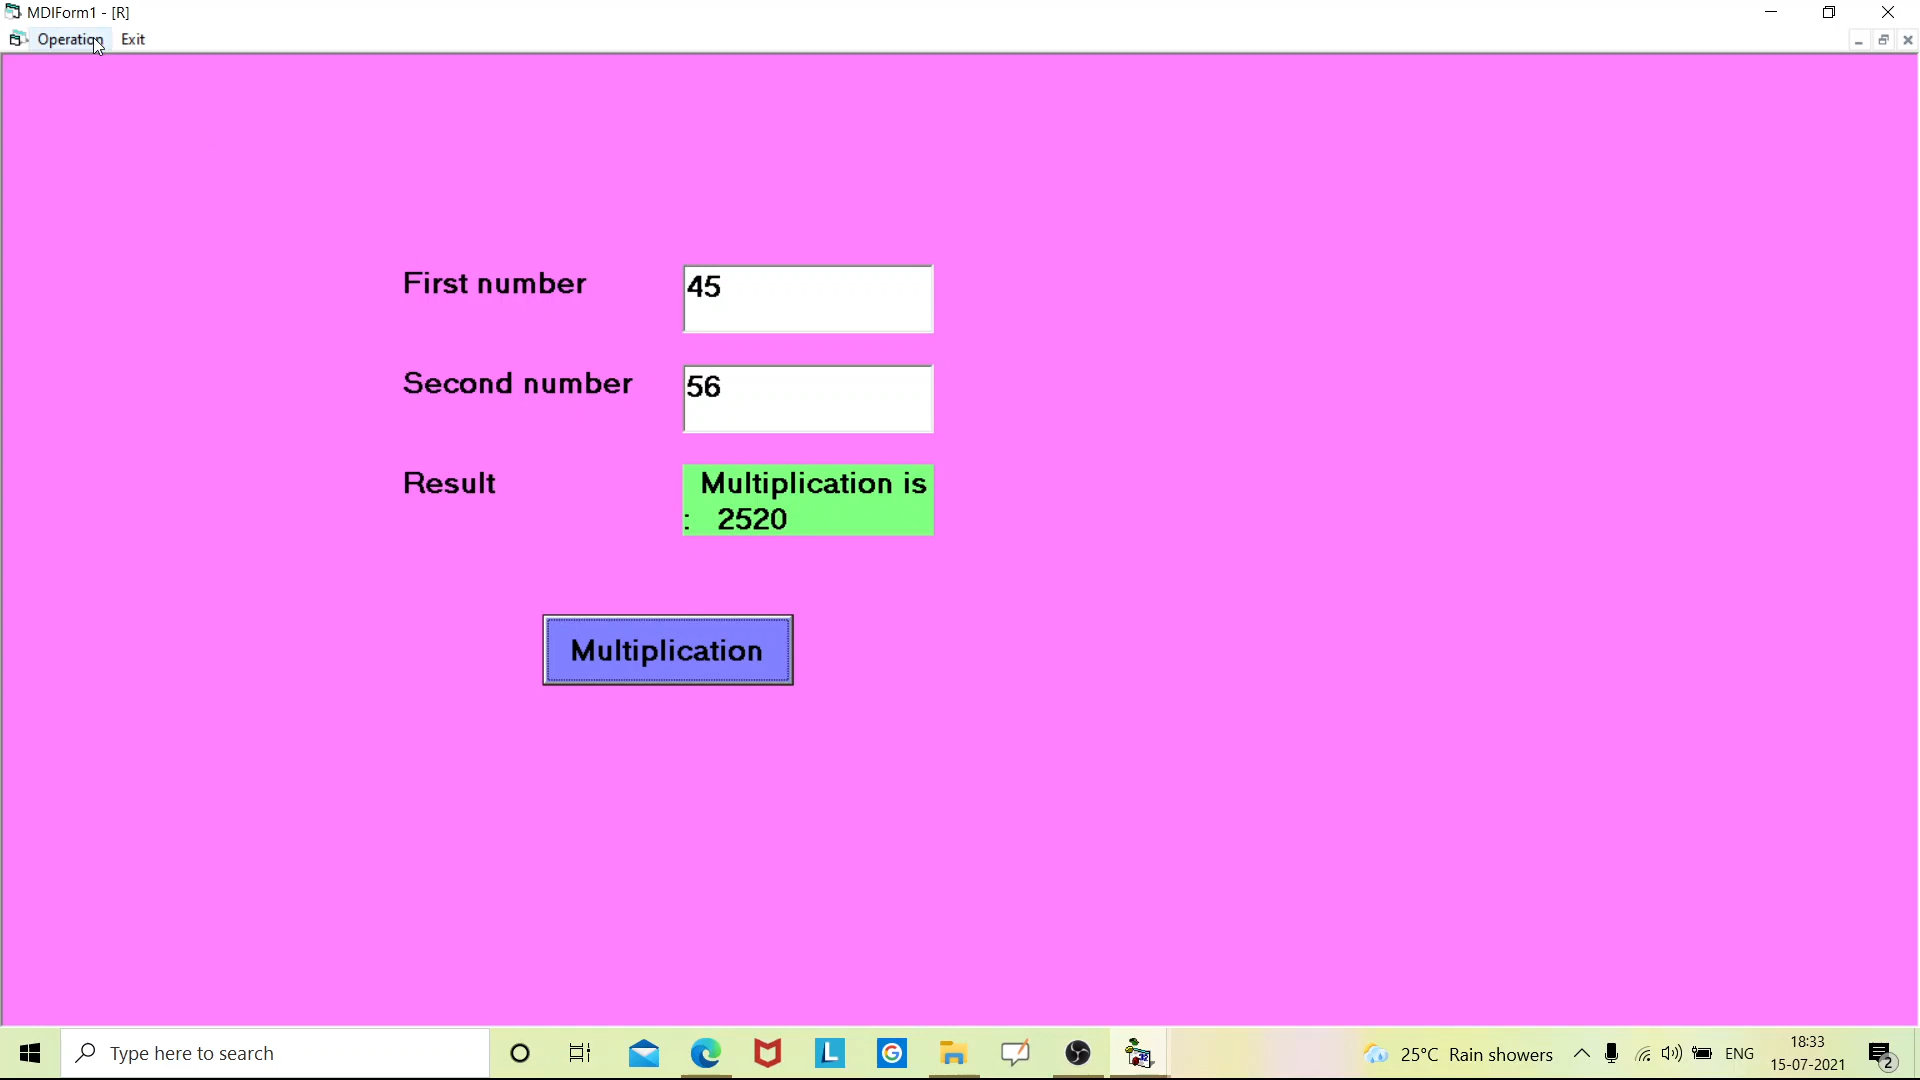 MDIForm1 - [R]
Operation Exit
First number 45
Second number 56
Result Multiplication is
: 2520
Multiplication
Type here to search
L
G
25°C Rain showers
ENG
18:33
15-07-2021
2